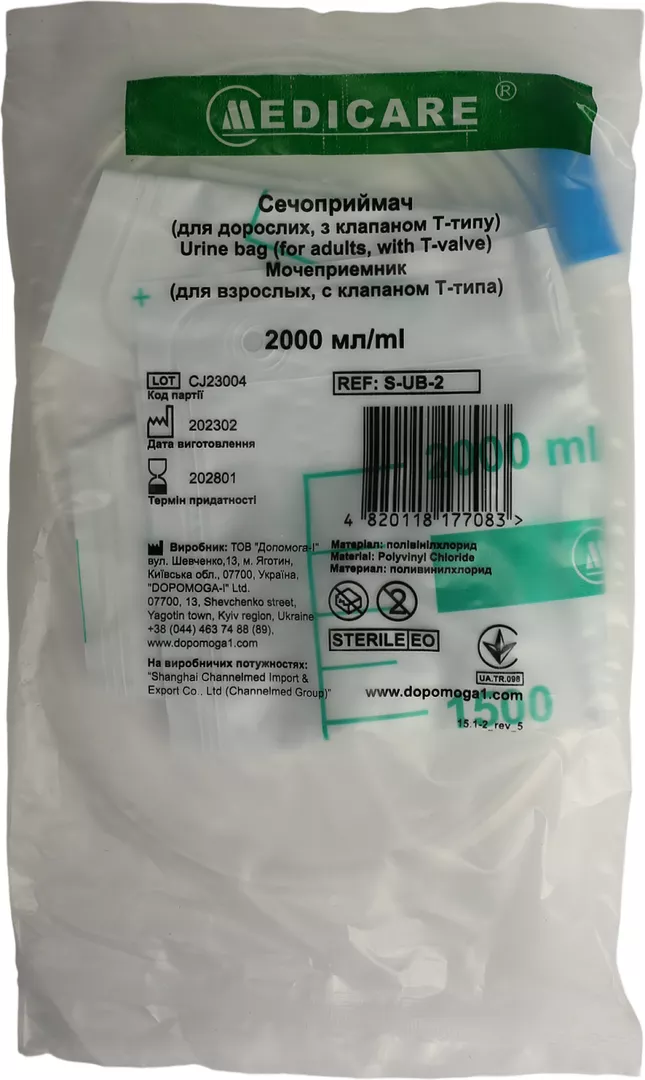 MEDICARE ®
Сечоприймач
(для дорослих, з клапаном Т-типу)
Urine bag (for adults, with T-valve)
Мочеприемник
(для взрослых, с клапаном Т-типа)
2000 мл/ml
LOT CJ23004
Код партії
202302
Дата виготовлення
202801
Термін придатності
REF: S-UB-2
2000 ml
4 820118 177083 >
Виробник: ТОВ "Допомога-І"
вул. Шевченко,13, м. Яготин,
Київська обл., 07700, Україна,
"DOPOMOGA-I" Ltd.
07700, 13, Shevchenko street,
Yagotin town, Kyiv region, Ukraine
+38 (044) 463 74 88 (89).
www.dopomoga1.com
На виробничих потужностях:
"Shanghai Channelmed Import &
Export Co., Ltd (Channelmed Group)"
Матеріал: полівінілхлорид
Material: Polyvinyl Chloride
Материал: поливинилхлорид
2
STERILE EO
UA.TR.098
www.dopomoga1.com
1500
15.1-2_rev_5